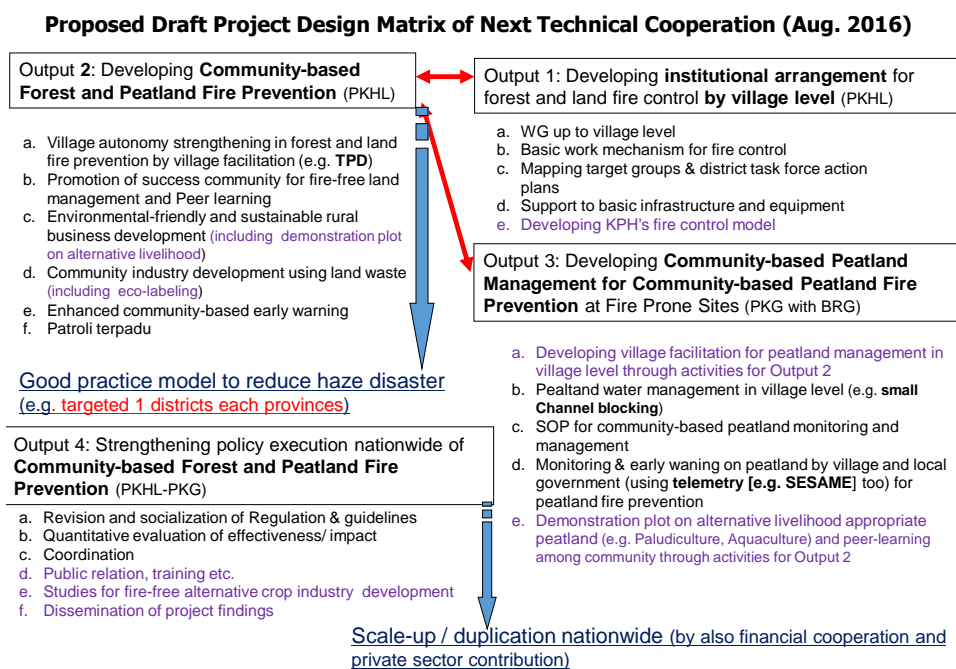 Proposed Draft Project Design Matrix of Next Technical Cooperation (Aug. 2016)
Output 2: Developing Community-based
Forest and Peatland Fire Prevention (PKHL)
a. Village autonomy strengthening in forest and land
fire prevention by village facilitation (e.g. TPD)
b. Promotion of success community for fire-free land
management and Peer learning
c. Environmental-friendly and sustainable rural
business development (including demonstration plot
on alternative livelihood)
d. Community industry development using land waste
(including eco-labeling)
e. Enhanced community-based early warning
f. Patroli terpadu
Good practice model to reduce haze disaster
(e.g. targeted 1 districts each provinces)
Output 1: Developing institutional arrangement for
forest and land fire control by village level (PKHL)
a. WG up to village level
b. Basic work mechanism for fire control
c. Mapping target groups & district task force action
plans
d. Support to basic infrastructure and equipment
e. Developing KPH's fire control model
Output 3: Developing Community-based Peatland
Management for Community-based Peatland Fire
Prevention at Fire Prone Sites (PKG with BRG)
a. Developing village facilitation for peatland management in
village level through activities for Output 2
b. Pealtand water management in village level (e.g. small
Channel blocking)
c. SOP for community-based peatland monitoring and
management
d. Monitoring & early waning on peatland by village and local
government (using telemetry [e.g. SESAME] too) for
peatland fire prevention
e. Demonstration plot on alternative livelihood appropriate
peatland (e.g. Paludiculture, Aquaculture) and peer-learning
among community through activities for Output 2
Output 4: Strengthening policy execution nationwide of
Community-based Forest and Peatland Fire
Prevention (PKHL-PKG)
a. Revision and socialization of Regulation & guidelines
b. Quantitative evaluation of effectiveness/ impact
c. Coordination
d. Public relation, training etc.
e. Studies for fire-free alternative crop industry development
f. Dissemination of project findings
Scale-up / duplication nationwide (by also financial cooperation and
private sector contribution)